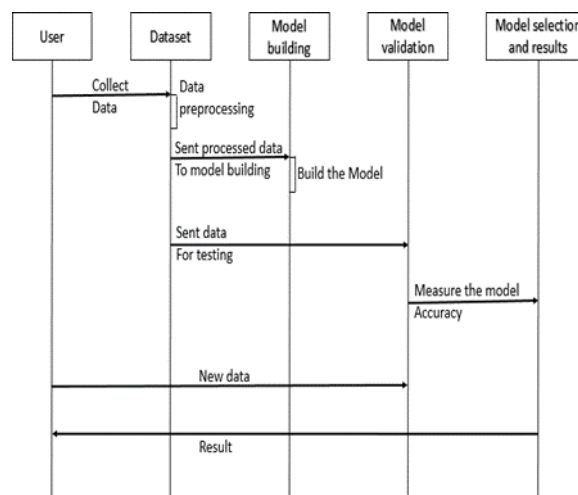 User
Dataset
Model
building
Model
validation
Model selection
and results
Collect
Data
Data
preprocessing
Sent processed data
To model building
Build the Model
Sent data
For testing
Measure the model
Accuracy
New data
Result